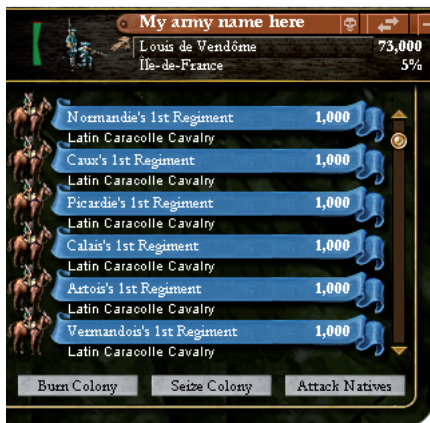 My army name here
Louis de Vendôme 73,000
Île-de-France 5%
Normandie's 1st Regiment 1,000
Latin Caracolle Cavalry
Caux's 1st Regiment 1,000
Latin Caracolle Cavalry
Picardie's 1st Regiment 1,000
Latin Caracolle Cavalry
Calais's 1st Regiment 1,000
Latin Caracolle Cavalry
Artois's 1st Regiment 1,000
Latin Caracolle Cavalry
Vermandois's 1st Regiment 1,000
Latin Caracolle Cavalry
Burn Colony Seize Colony Attack Natives